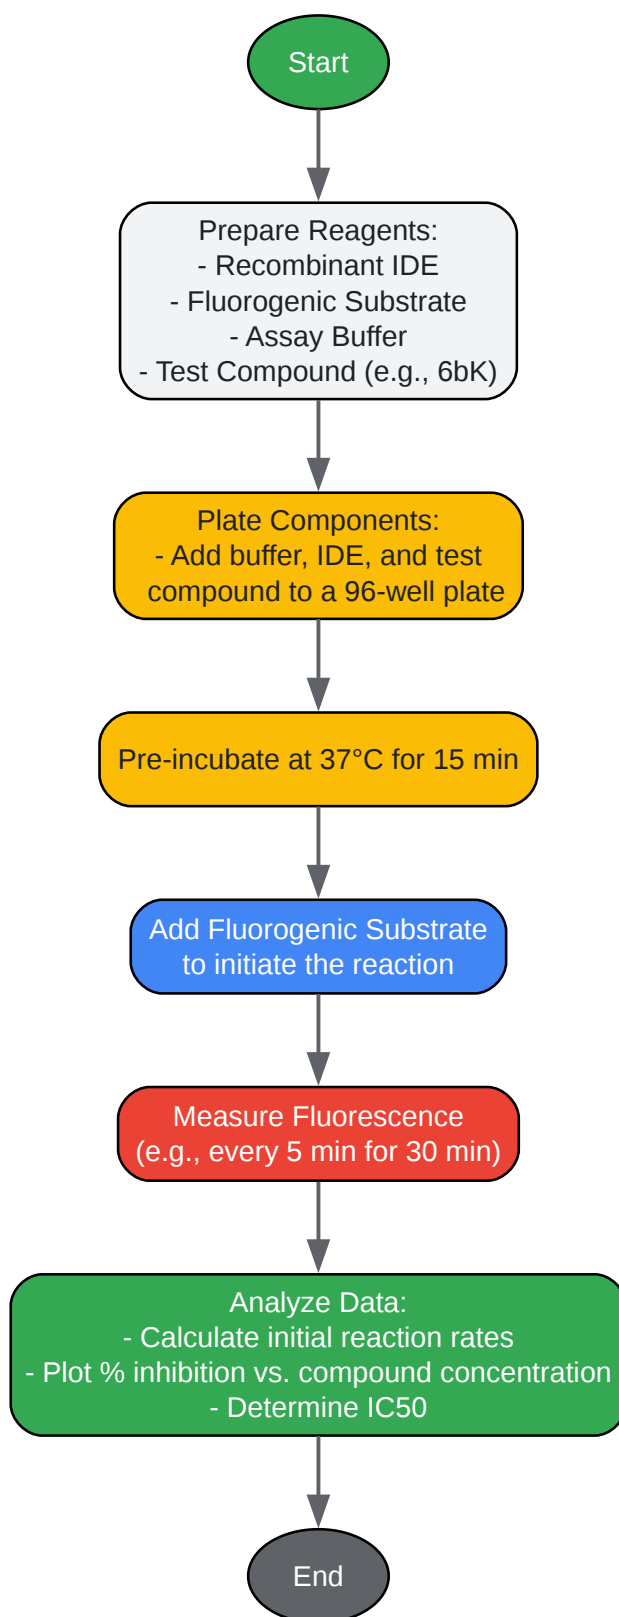 Start
Prepare Reagents:
- Recombinant IDE
- Fluorogenic Substrate
- Assay Buffer
- Test Compound (e.g., 6bK)
Plate Components:
- Add buffer, IDE, and test
compound to a 96-well plate
Pre-incubate at 37°C for 15 min
Add Fluorogenic Substrate
to initiate the reaction
Measure Fluorescence
(e.g., every 5 min for 30 min)
Analyze Data:
- Calculate initial reaction rates
- Plot % inhibition vs. compound concentration
- Determine IC50
End